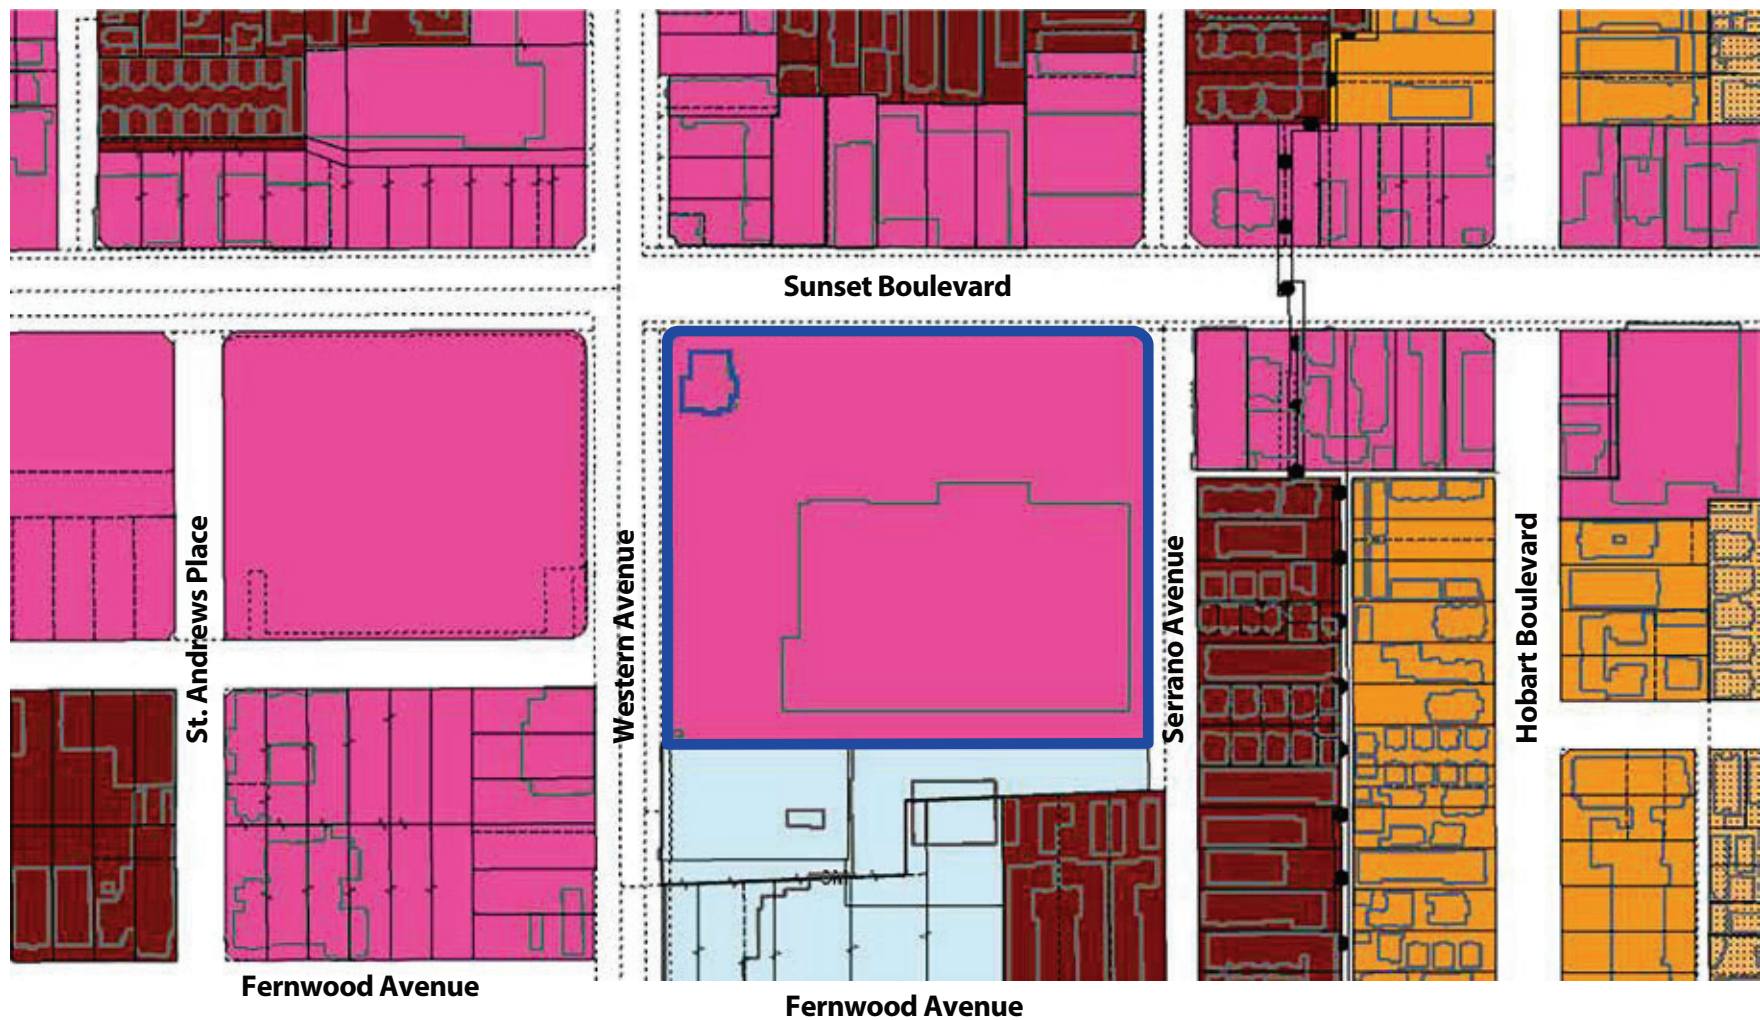 Sunset Boulevard
St. Andrews Place
Western Avenue
Serrano Avenue
Hobart Boulevard
Fernwood Avenue
Fernwood Avenue